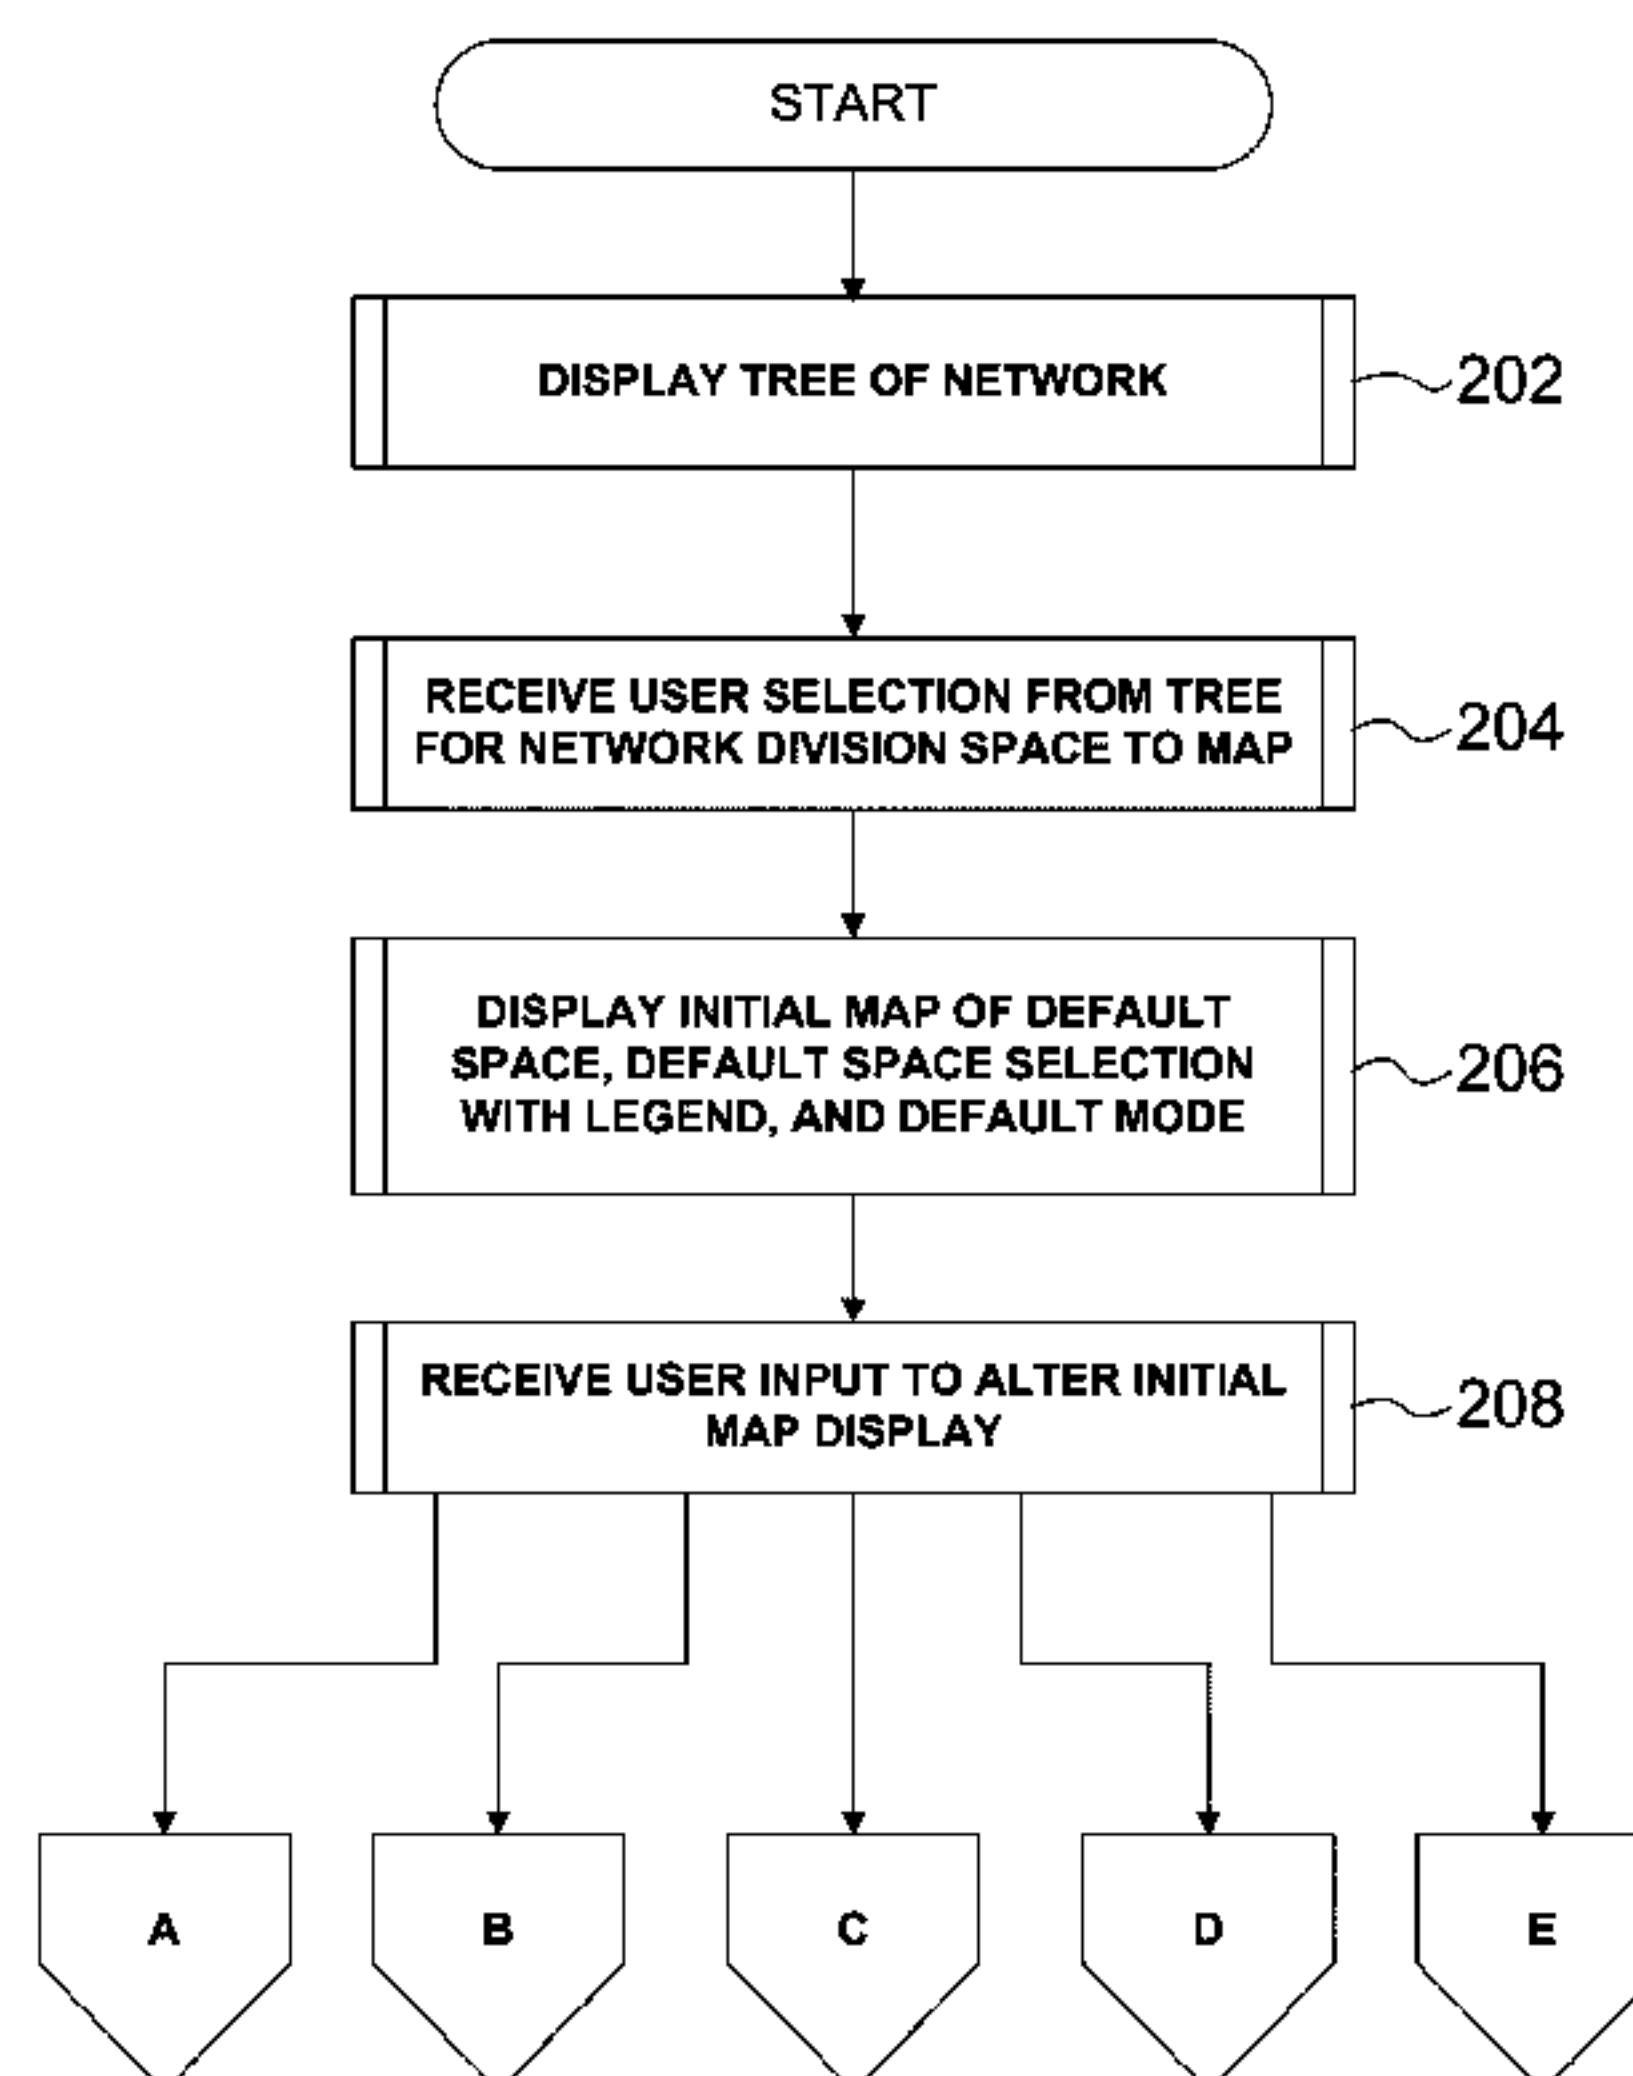 START
DISPLAY TREE OF NETWORK
202
RECEIVE USER SELECTION FROM TREE
FOR NETWORK DIVISION SPACE TO MAP
204
DISPLAY INITIAL MAP OF DEFAULT
SPACE, DEFAULT SPACE SELECTION
WITH LEGEND, AND DEFAULT MODE
206
RECEIVE USER INPUT TO ALTER INITIAL
MAP DISPLAY
208
A
B
C
D
E